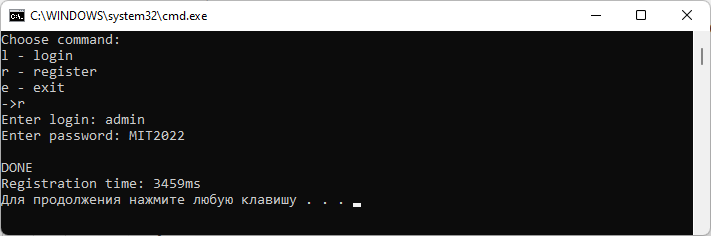 C:\WINDOWS\system32\cmd.exe
Choose command:
l - login
r - register
e - exit
->r
Enter login: admin
Enter password: MIT2022
DONE
Registration time: 3459ms
Для продолжения нажмите любую клавишу . . .